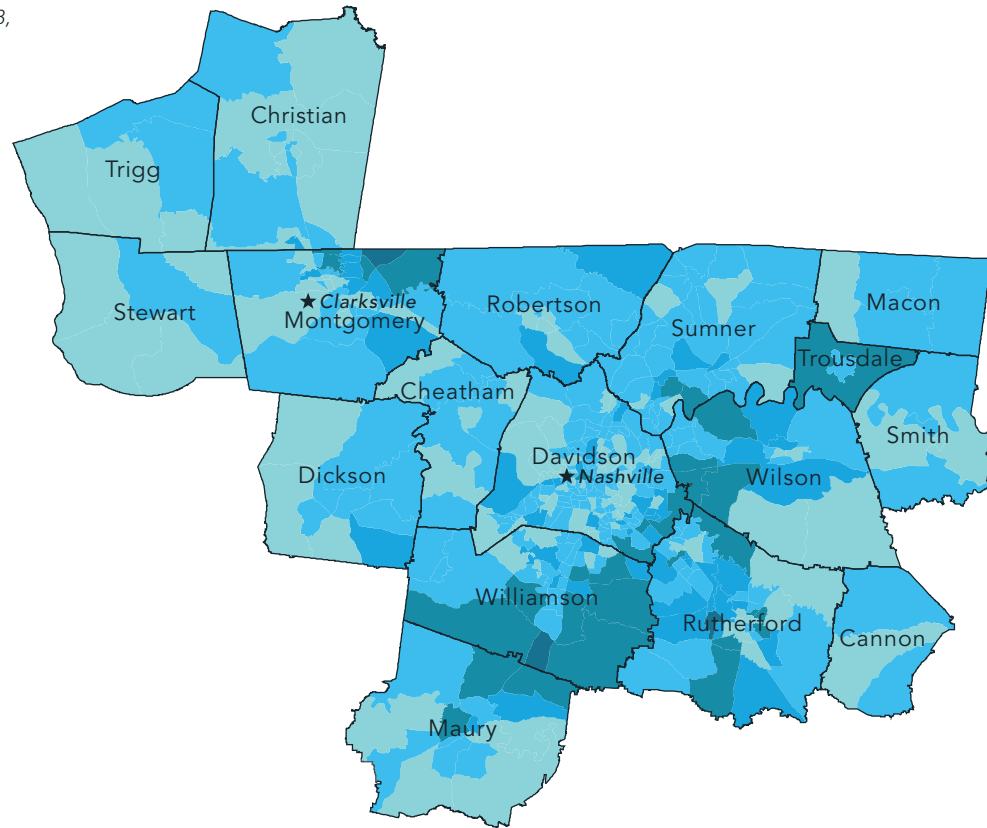 3,
Christian
Trigg
Stewart
★ Clarksville
Montgomery
Robertson
Sumner
Macon
Trousdale
Cheatham
Smith
Dickson
Davidson
★ Nashville
Wilson
Williamson
Rutherford
Cannon
Maury